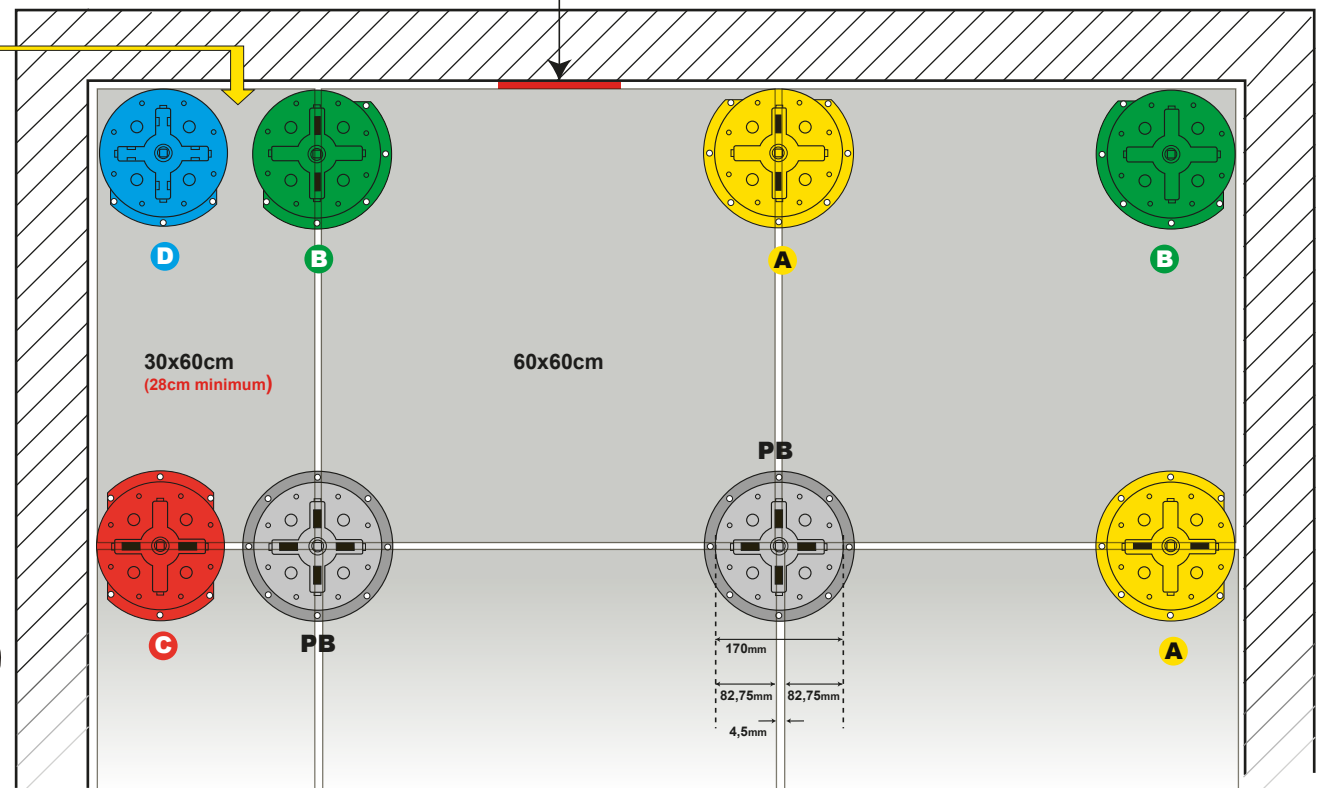 D
B
A
B
30x60cm
(28cm minimum)
60x60cm
PB
C
PB
A
170mm
82,75mm
82,75mm
4,5mm
)